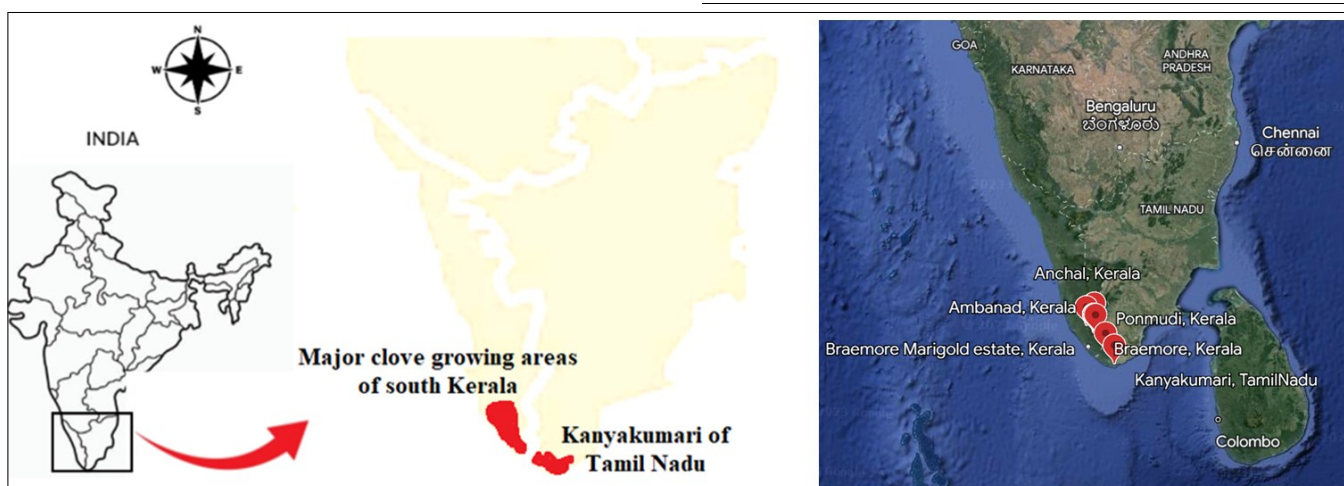 N
W
E
S
INDIA
Major clove growing areas
of south Kerala
Kanyakumari of
Tamil Nadu
GOA
KARNATAKA
ANDHRA
PRADESH
Bengaluru
ಬೆಂಗಳೂರು
Chennai
சென்னை
TAMIL NADU
Anchal, Kerala
Ambanad, Kerala
Ponmudi, Kerala
Braemore Marigold estate, Kerala
Braemore, Kerala
Kanyakumari, TamilNadu
Colombo